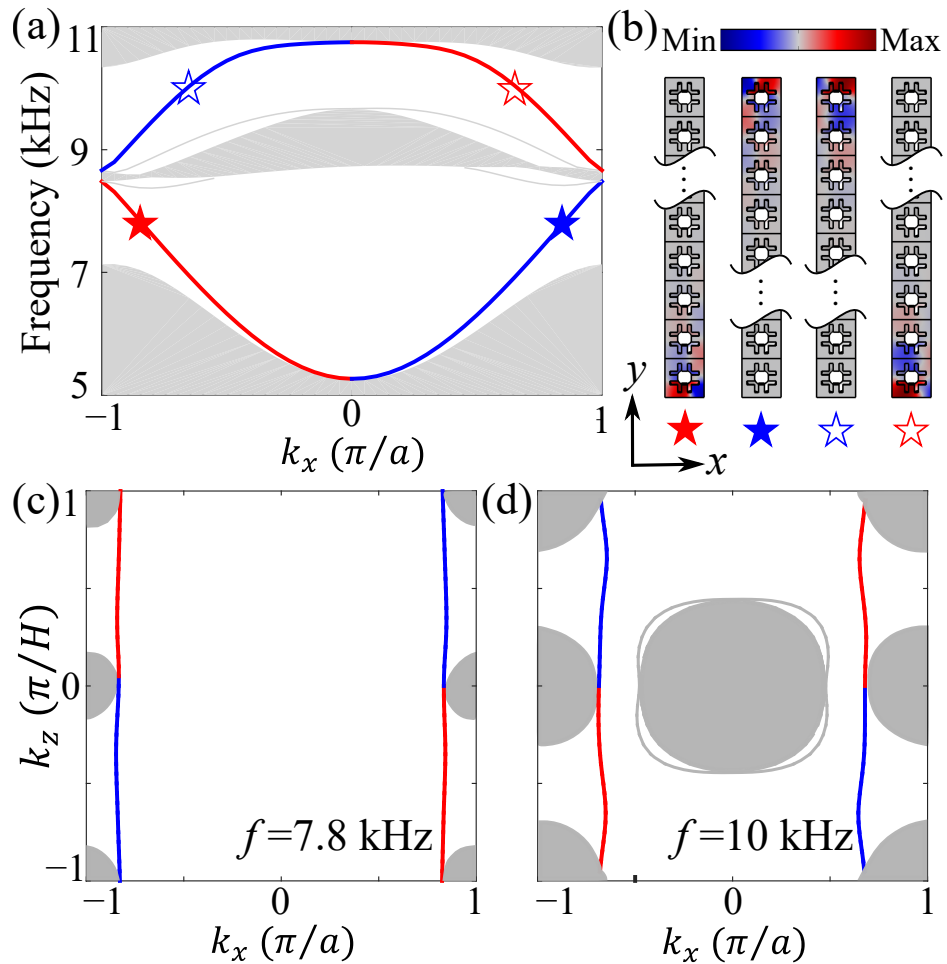 (a)
11
9
7
5
Frequency (kHz)
−1 0 1
k_x (π/a)
(b)
Min Max
⋮ ⋮ ⋮ ⋮
y
x
(c)
1
0
−1
k_z (π/H)
f=7.8 kHz
−1 0 1
k_x (π/a)
(d)
f=10 kHz
−1 0 1
k_x (π/a)